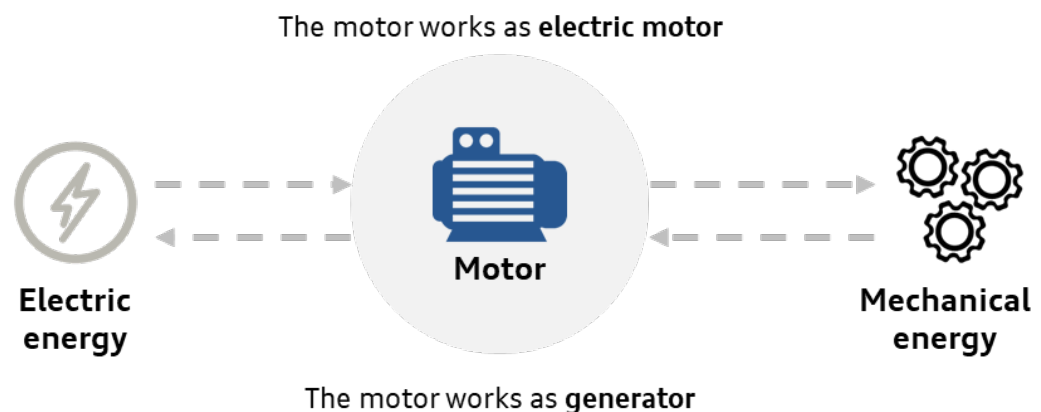 The motor works as electric motor
Motor
Electric
energy
Mechanical
energy
The motor works as generator